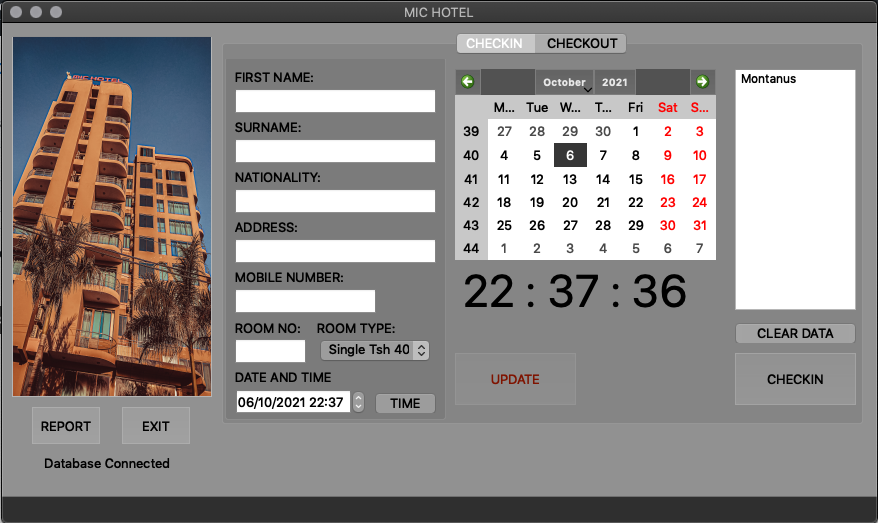 MIC HOTEL
MIC HOTEL
CHECKIN CHECKOUT
FIRST NAME:
SURNAME:
NATIONALITY:
ADDRESS:
MOBILE NUMBER:
ROOM NO: ROOM TYPE:
Single Tsh 40
DATE AND TIME
06/10/2021 22:37 TIME
October 2021
M... Tue W... T... Fri Sat S...
39 27 28 29 30 1 2 3
40 4 5 6 7 8 9 10
41 11 12 13 14 15 16 17
42 18 19 20 21 22 23 24
43 25 26 27 28 29 30 31
44 1 2 3 4 5 6 7
22 : 37 : 36
UPDATE
Montanus
CLEAR DATA
CHECKIN
REPORT EXIT
Database Connected